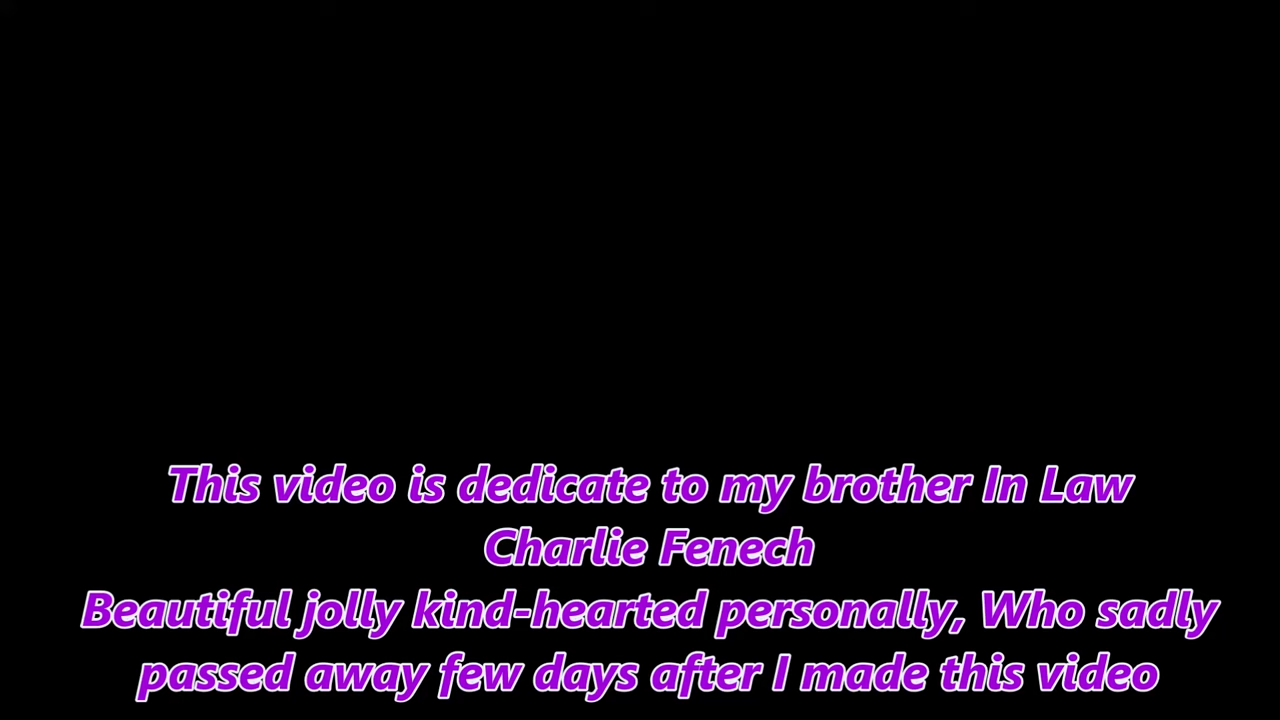 This video is dedicate to my brother In Law
Charlie Fenech
Beautiful jolly kind-hearted personally, Who sadly
passed away few days after I made this video